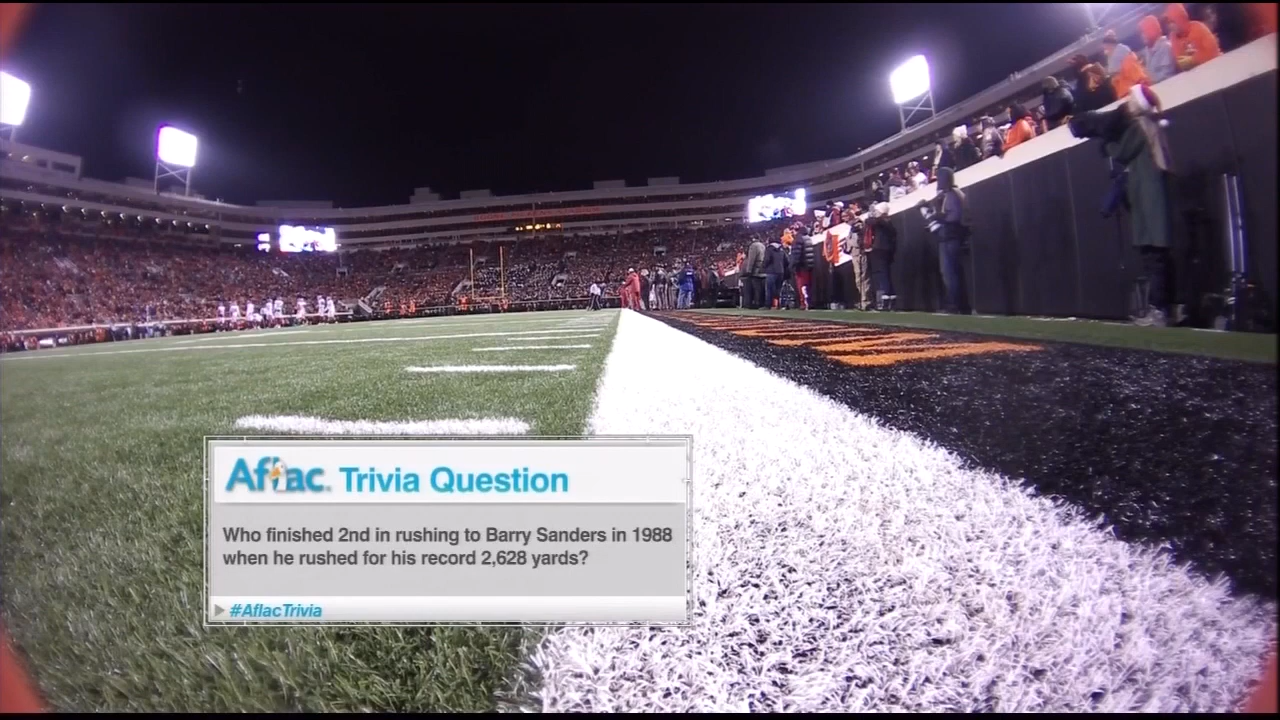 Aflac. Trivia Question
Who finished 2nd in rushing to Barry Sanders in 1988
when he rushed for his record 2,628 yards?
#AflacTrivia